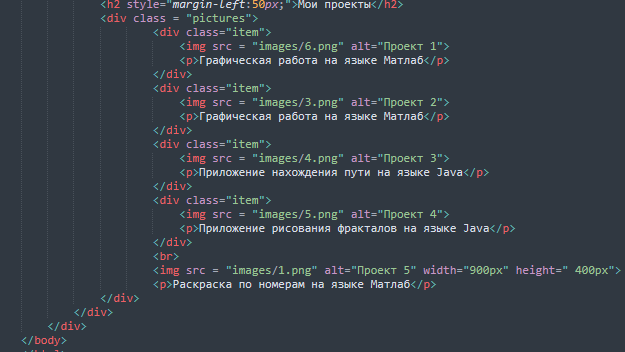 <h2 style="margin-left:50px;">Мои проекты</h2>
<div class = "pictures">
<div class="item">
<img src = "images/6.png" alt="Проект 1">
<p>Графическая работа на языке Матлаб</p>
</div>
<div class="item">
<img src = "images/3.png" alt="Проект 2">
<p>Графическая работа на языке Матлаб</p>
</div>
<div class="item">
<img src = "images/4.png" alt="Проект 3">
<p>Приложение нахождения пути на языке Java</p>
</div>
<div class="item">
<img src = "images/5.png" alt="Проект 4">
<p>Приложение рисования фракталов на языке Java</p>
</div>
<br>
<img src = "images/1.png" alt="Проект 5" width="900px" height=" 400px">
<p>Раскраска по номерам на языке Матлаб</p>
</div>
</div>
</div>
</body>